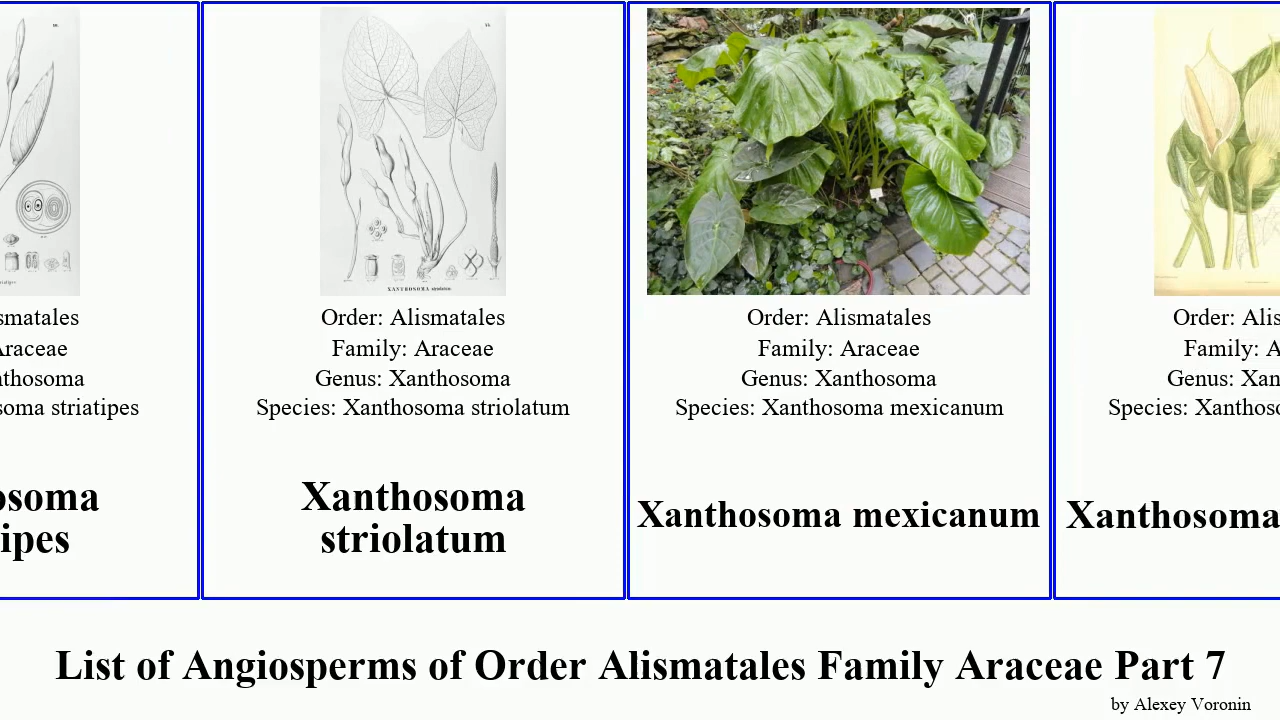 smatales
Araceae
nthosoma
soma striatipes
osoma
ipes
XANTHOSOMA striolatum
Order: Alismatales
Family: Araceae
Genus: Xanthosoma
Species: Xanthosoma striolatum
Xanthosoma
striolatum
Order: Alismatales
Family: Araceae
Genus: Xanthosoma
Species: Xanthosoma mexicanum
Xanthosoma mexicanum
Order: Alis
Family: A
Genus: Xan
Species: Xanthoso
Xanthosoma
List of Angiosperms of Order Alismatales Family Araceae Part 7
by Alexey Voronin